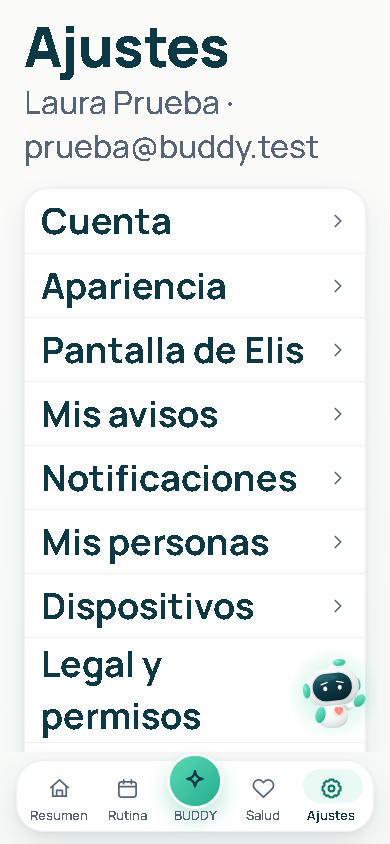 Ajustes
Laura Prueba ·
prueba@buddy.test
Cuenta
Apariencia
Pantalla de Elis
Mis avisos
Notificaciones
Mis personas
Dispositivos
Legal y
permisos
Resumen
Rutina
BUDDY
Salud
Ajustes